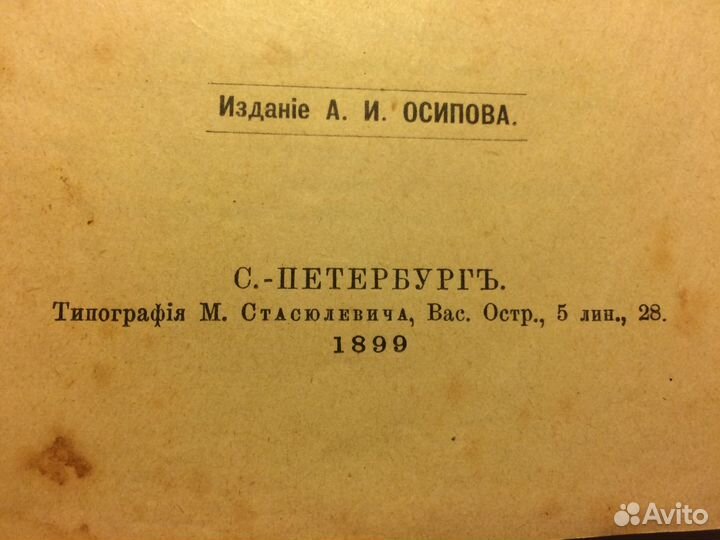 Изданіе А. И. ОСИПОВА.
С.-ПЕТЕРБУРГЪ.
Типографія М. Стасюлевича, Вас. Остр., 5 лин., 28.
1899
Avito